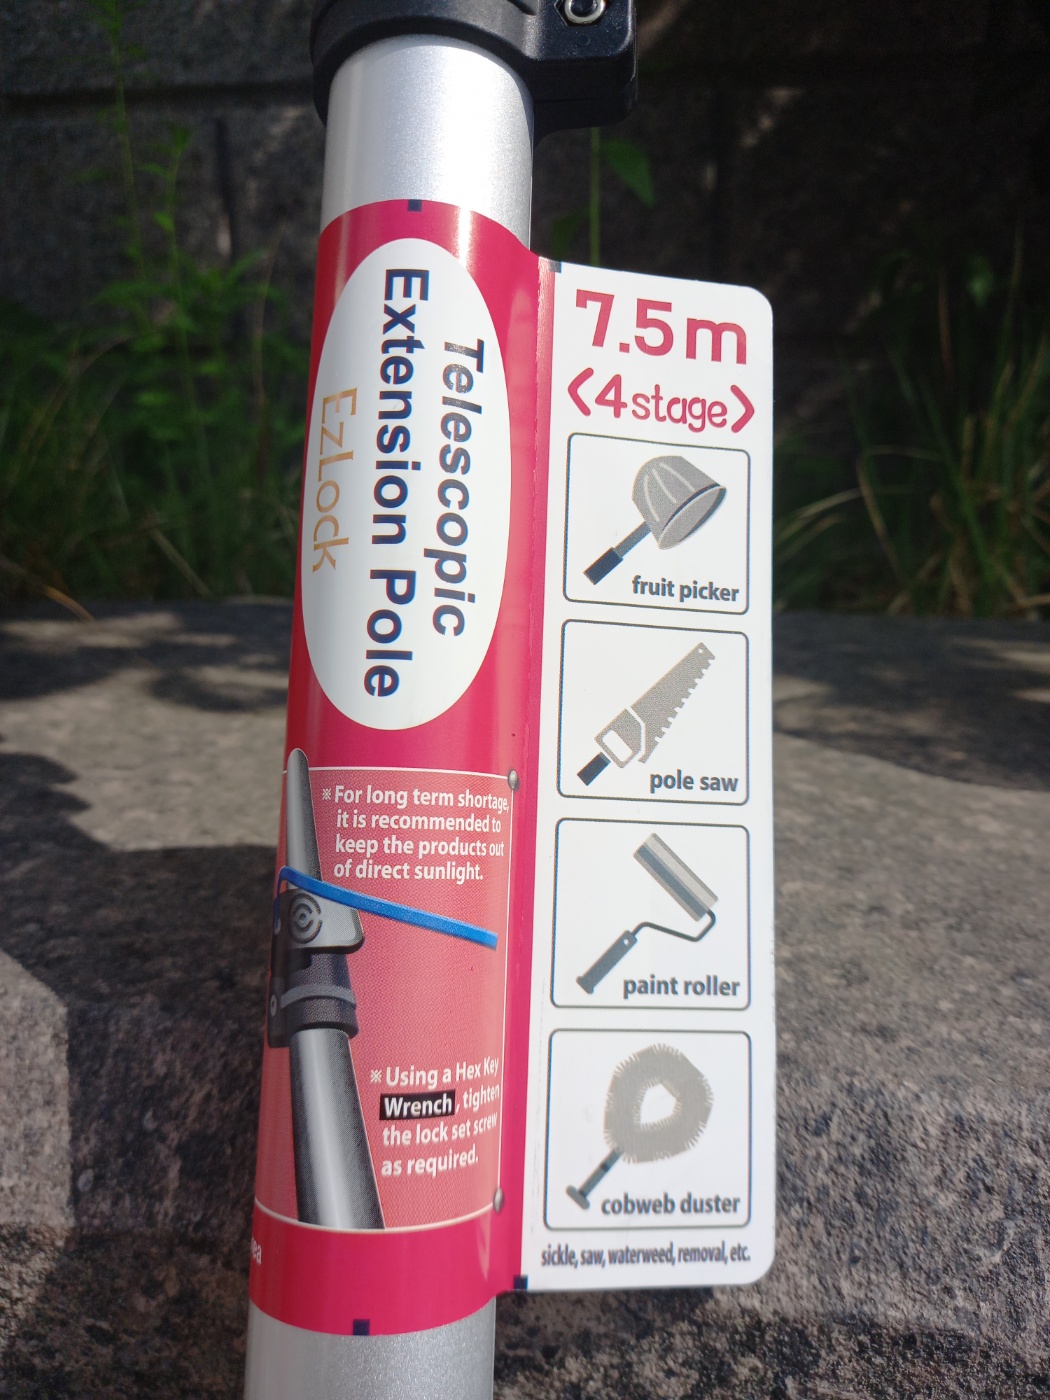 Telescopic
Extension Pole
EzLock
※ For long term shortage,
it is recommended to
keep the products out
of direct sunlight.
※ Using a Hex Key
Wrench, tighten
the lock set screw
as required.
7.5m
<4stage>
fruit picker
pole saw
paint roller
cobweb duster
sickle, saw, waterweed, removal, etc.